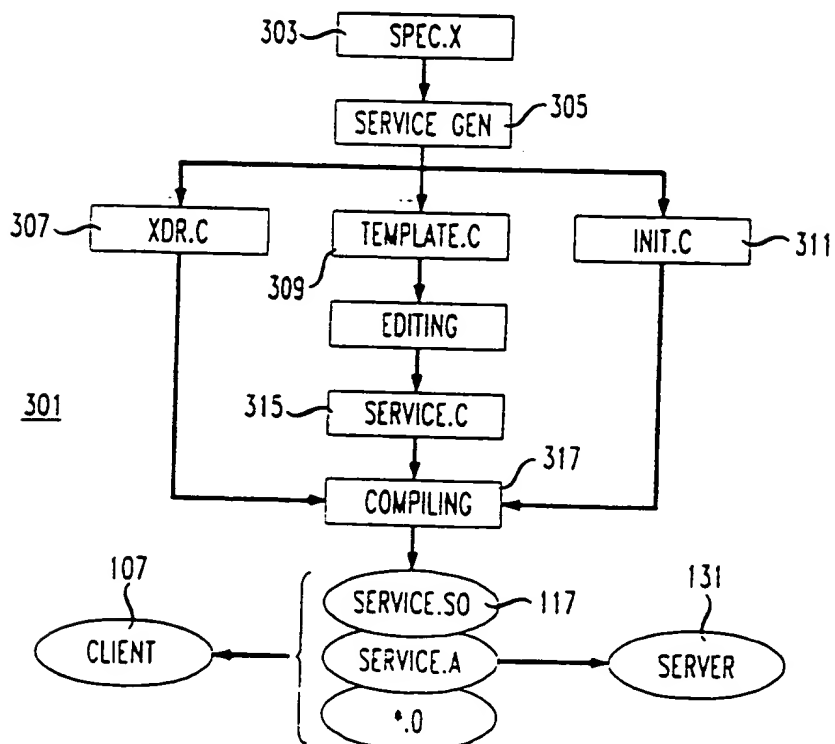 303
SPEC.X
SERVICE GEN
305
307
XDR.C
TEMPLATE.C
309
INIT.C
311
EDITING
301
315
SERVICE.C
317
COMPILING
107
131
SERVICE.SO
117
CLIENT
SERVICE.A
SERVER
*.O